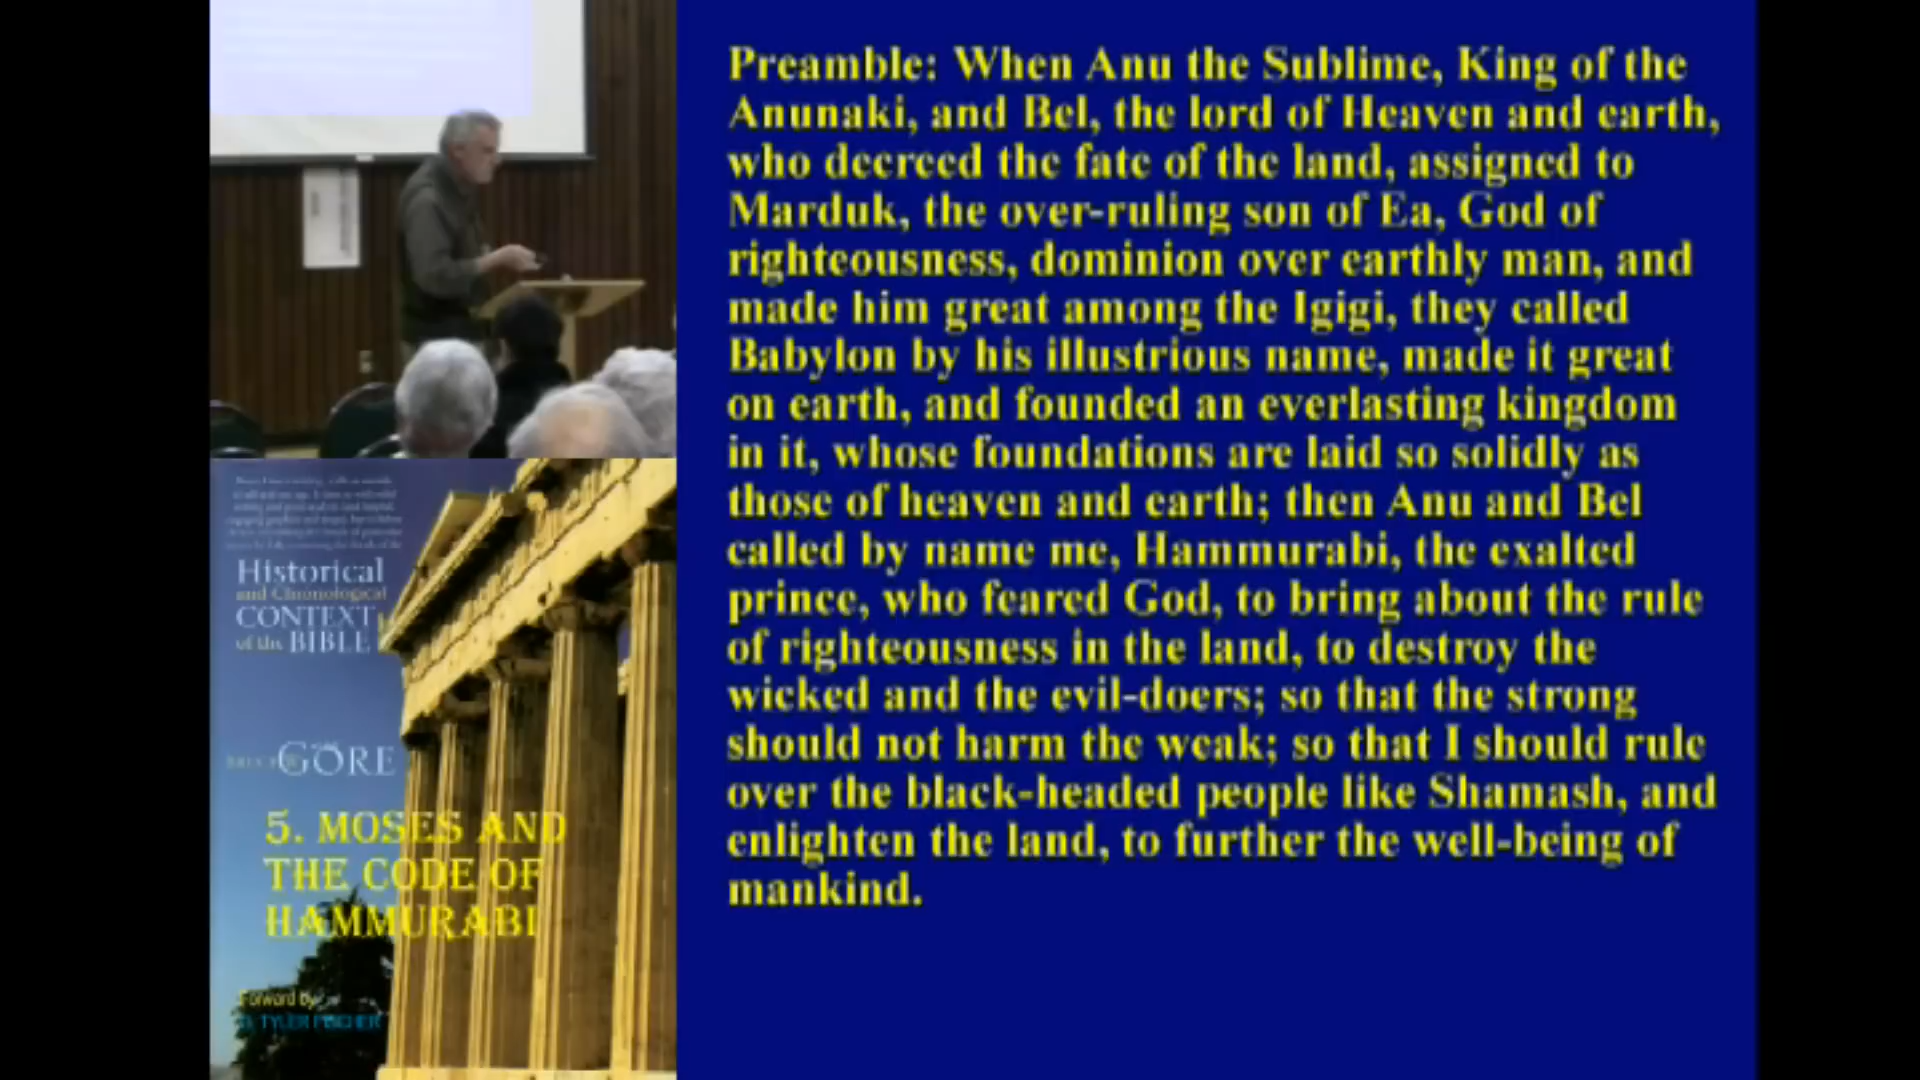 Preamble: When Anu the Sublime, King of the
Anunaki, and Bel, the lord of Heaven and earth,
who decreed the fate of the land, assigned to
Marduk, the over-ruling son of Ea, God of
righteousness, dominion over earthly man, and
made him great among the Igigi, they called
Babylon by his illustrious name, made it great
on earth, and founded an everlasting kingdom
in it, whose foundations are laid so solidly as
those of heaven and earth; then Anu and Bel
called by name me, Hammurabi, the exalted
prince, who feared God, to bring about the rule
of righteousness in the land, to destroy the
wicked and the evil-doers; so that the strong
should not harm the weak; so that I should rule
over the black-headed people like Shamash, and
enlighten the land, to further the well-being of
mankind.
Historical
and Chronological
CONTEXT
of the BIBLE
GORE
5. MOSES AND
THE CODE OF
HAMMURABI
Forward by
TYLER FISCHER